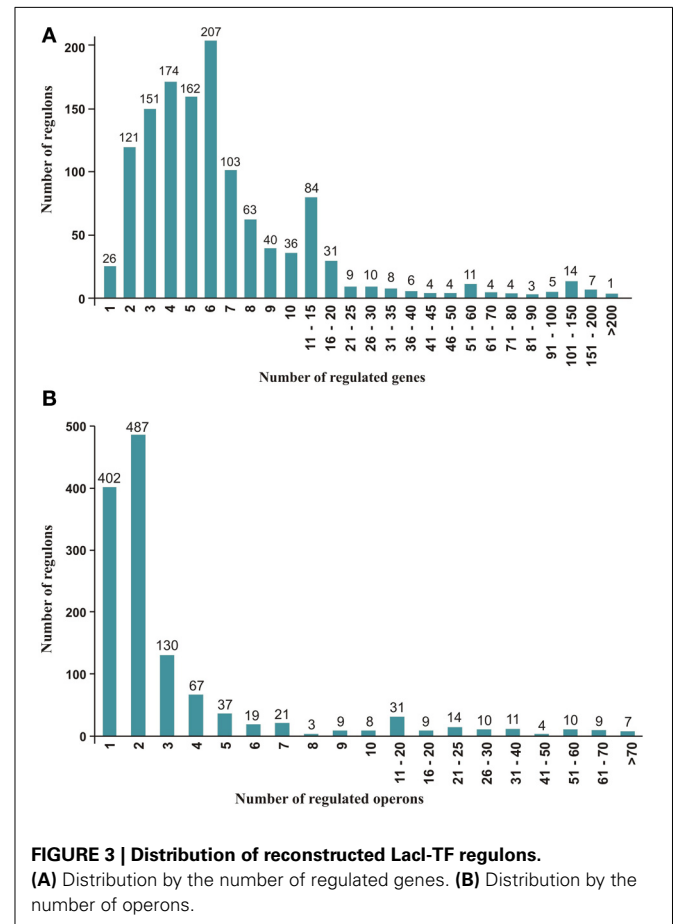 A
Number of regulons
200
150
100
50
0
26 121 151 174 162 207 103 63 40 36 84 31 9 10 8 6 4 4 11 4 4 3 5 14 7 1
1 2 3 4 5 6 7 8 9 10 11 - 15 16 - 20 21 - 25 26 - 30 31 - 35 36 - 40 41 - 45 46 - 50 51 - 60 61 - 70 71 - 80 81 - 90 91 - 100 101 - 150 151 - 200 >200
Number of regulated genes
B
Number of regulons
500
400
300
200
100
0
402 487 130 67 37 19 21 3 9 8 31 9 14 10 11 4 10 9 7
1 2 3 4 5 6 7 8 9 10 11 - 20 16 - 20 21 - 25 26 - 30 31 - 40 41 - 50 51 - 60 61 - 70 >70
Number of regulated operons
FIGURE 3 | Distribution of reconstructed LacI-TF regulons.
(A) Distribution by the number of regulated genes. (B) Distribution by the
number of operons.